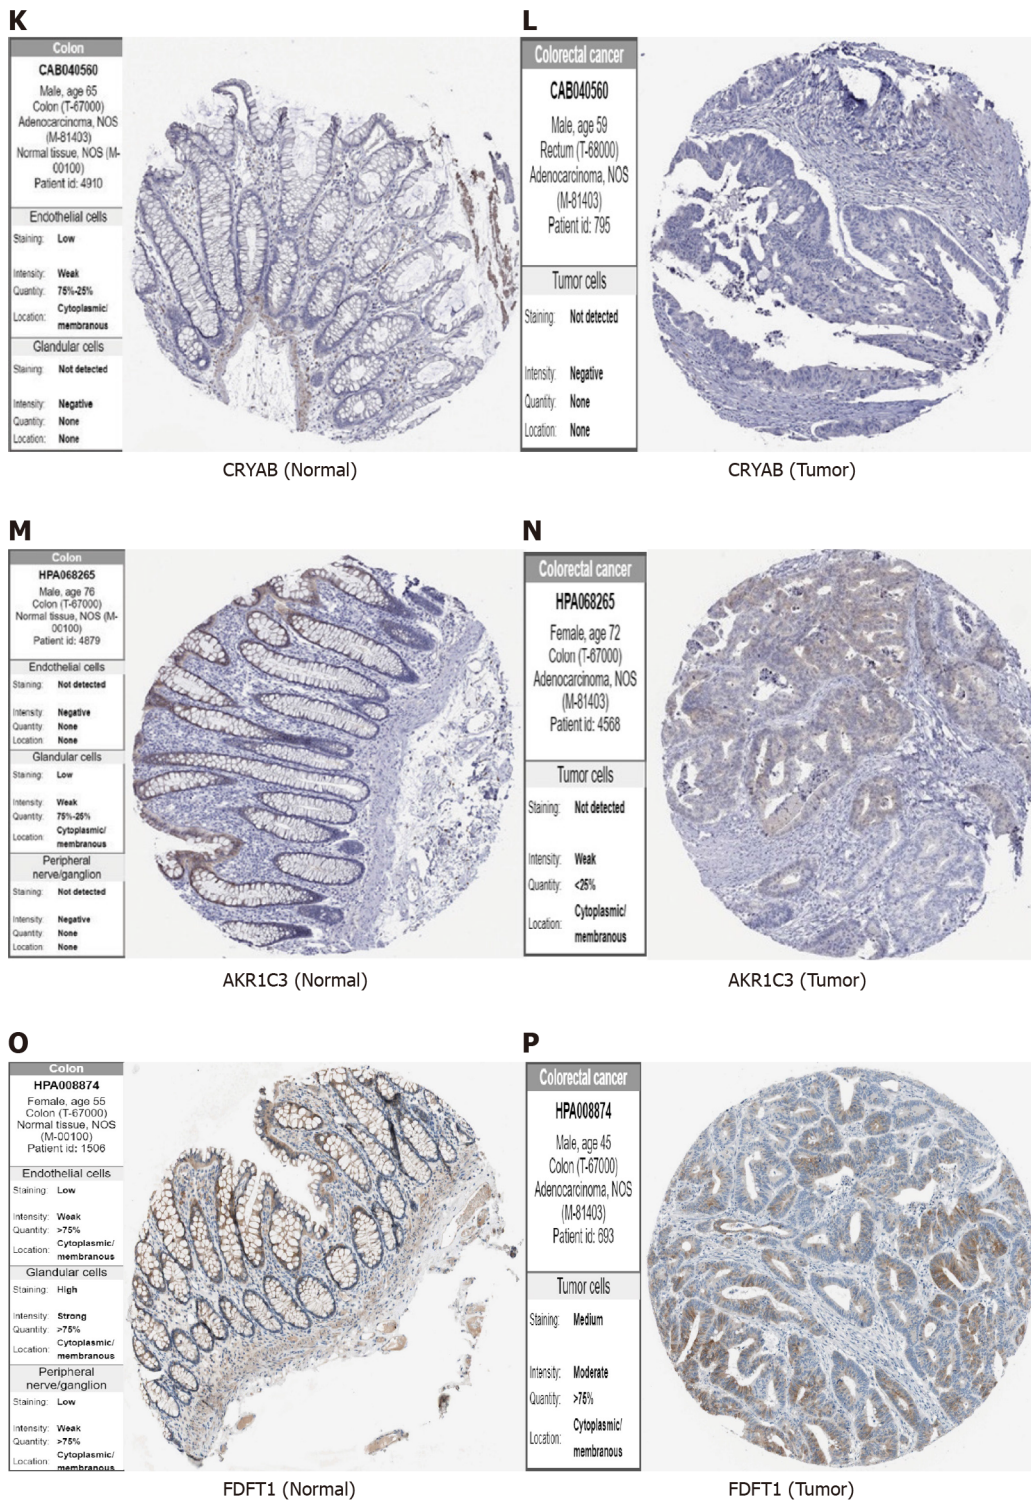 K
Colon
CAB040560
Male, age 65
Colon (T-67000)
Adenocarcinoma, NOS
(M-81403)
Normal tissue, NOS (M-
00100)
Patient id: 4910
Endothelial cells
Staining: Low
Intensity: Weak
Quantity: 75%-25%
Location: Cytoplasmic/
membranous
Glandular cells
Staining: Not detected
Intensity: Negative
Quantity: None
Location: None
CRYAB (Normal)
L
Colorectal cancer
CAB040560
Male, age 59
Rectum (T-68000)
Adenocarcinoma, NOS
(M-81403)
Patient id: 795
Tumor cells
Staining: Not detected
Intensity: Negative
Quantity: None
Location: None
CRYAB (Tumor)
M
Colon
HPA068265
Male, age 76
Colon (T-67000)
Normal tissue, NOS (M-
00100)
Patient id: 4879
Endothelial cells
Staining: Not detected
Intensity: Negative
Quantity: None
Location: None
Glandular cells
Staining: Low
Intensity: Weak
Quantity: 75%-25%
Location: Cytoplasmic/
membranous
Peripheral
nerve/ganglion
Staining: Not detected
Intensity: Negative
Quantity: None
Location: None
AKR1C3 (Normal)
N
Colorectal cancer
HPA068265
Female, age 72
Colon (T-67000)
Adenocarcinoma, NOS
(M-81403)
Patient id: 4568
Tumor cells
Staining: Not detected
Intensity: Weak
Quantity: <25%
Location: Cytoplasmic/
membranous
AKR1C3 (Tumor)
O
Colon
HPA008874
Female, age 55
Colon (T-67000)
Normal tissue, NOS
(M-00100)
Patient id: 1506
Endothelial cells
Staining: Low
Intensity: Weak
Quantity: >75%
Location: Cytoplasmic/
membranous
Glandular cells
Staining: High
Intensity: Strong
Quantity: >75%
Location: Cytoplasmic/
membranous
Peripheral
nerve/ganglion
Staining: Low
Intensity: Weak
Quantity: >75%
Location: Cytoplasmic/
membranous
FDFT1 (Normal)
P
Colorectal cancer
HPA008874
Male, age 45
Colon (T-67000)
Adenocarcinoma, NOS
(M-81403)
Patient id: 693
Tumor cells
Staining: Medium
Intensity: Moderate
Quantity: >75%
Location: Cytoplasmic/
membranous
FDFT1 (Tumor)